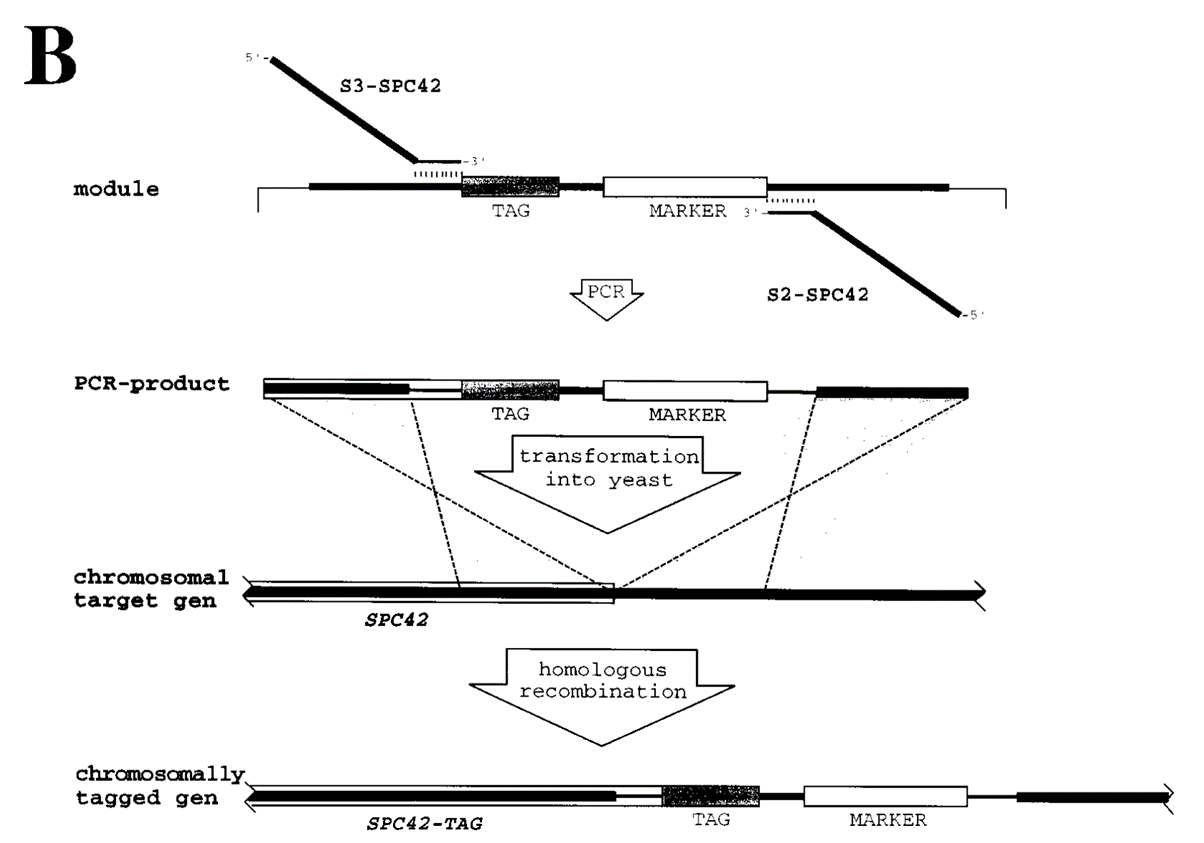 B
5'-
S3-SPC42
-3'
module
TAG
MARKER
3'-
S2-SPC42
-5'
PCR
PCR-product
TAG
MARKER
transformation
into yeast
chromosomal
target gen
SPC42
homologous
recombination
chromosomally
tagged gen
SPC42-TAG
TAG
MARKER